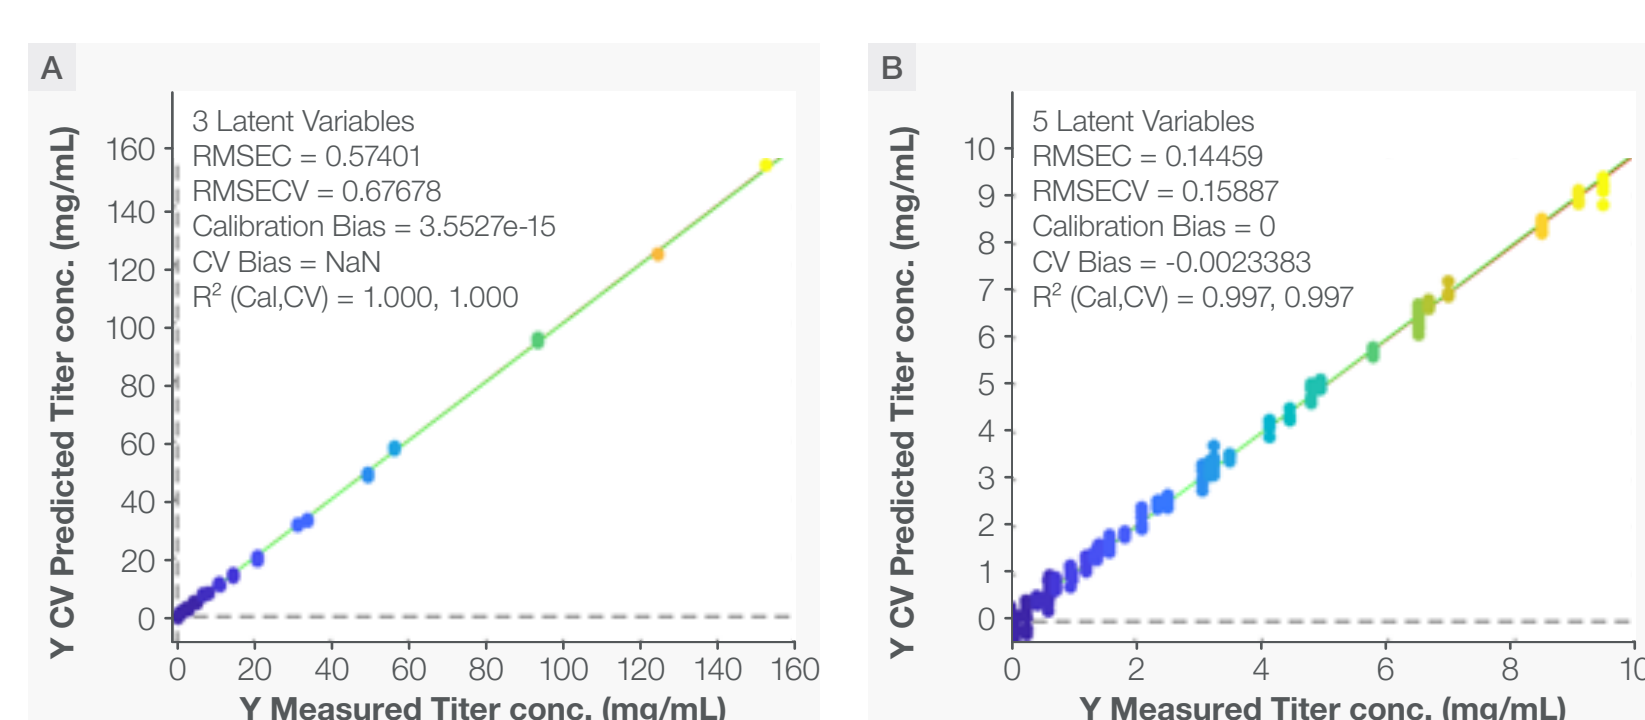 A
3 Latent Variables
RMSEC = 0.57401
RMSECV = 0.67678
Calibration Bias = 3.5527e-15
CV Bias = NaN
R² (Cal,CV) = 1.000, 1.000
Y CV Predicted Titer conc. (mg/mL)
160
140
120
100
80
60
40
20
0
0 20 40 60 80 100 120 140 160
Y Measured Titer conc. (mg/mL)
B
5 Latent Variables
RMSEC = 0.14459
RMSECV = 0.15887
Calibration Bias = 0
CV Bias = -0.0023383
R² (Cal,CV) = 0.997, 0.997
Y CV Predicted Titer conc. (mg/mL)
10
9
8
7
6
5
4
3
2
1
0
0 2 4 6 8 10
Y Measured Titer conc. (mg/mL)